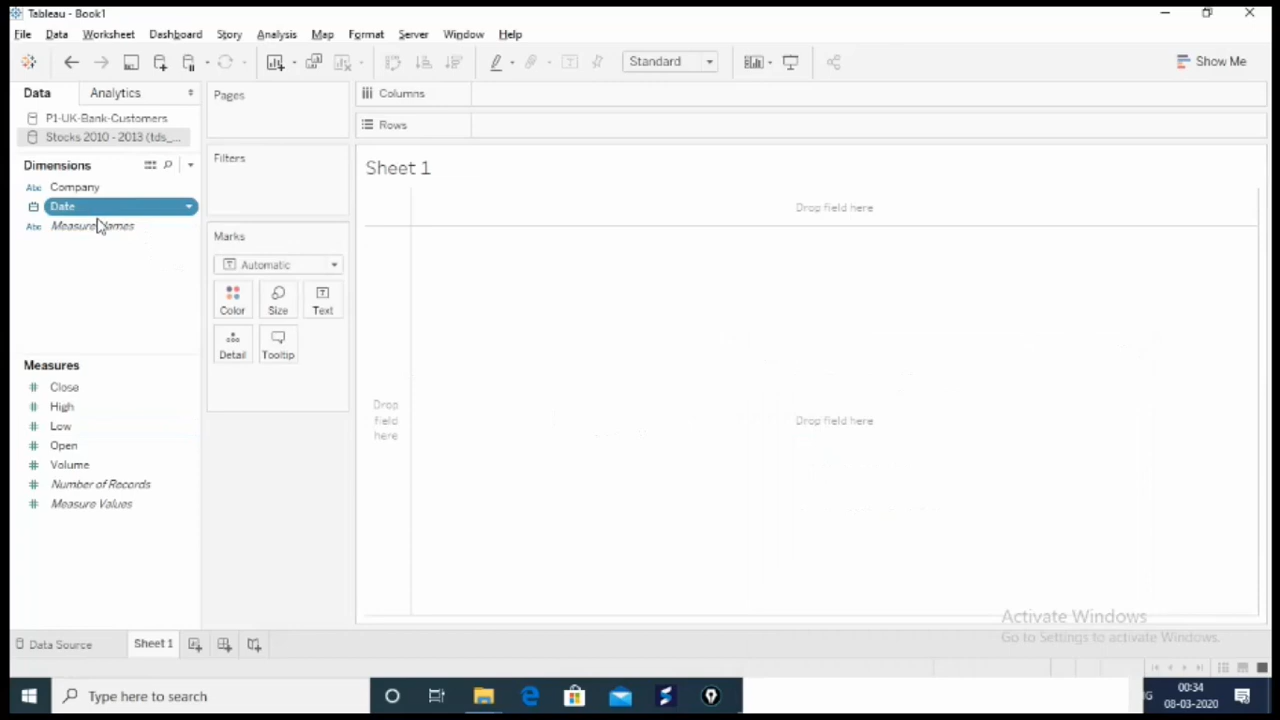 Tableau - Book1
File Data Worksheet Dashboard Story Analysis Map Format Server Window Help
Standard
Show Me
Data Analytics
P1-UK-Bank-Customers
Stocks 2010 - 2013 (tds_...
Dimensions
Abc Company
Date
Abc Measure Names
Measures
# Close
# High
# Low
# Open
# Volume
# Number of Records
# Measure Values
Pages
Filters
Marks
Automatic
Color Size Text
Detail Tooltip
Columns
Rows
Sheet 1
Drop field here
Drop
field
here
Drop field here
Activate Windows
Go to Settings to activate Windows.
Data Source Sheet 1
Type here to search
00:34
08-03-2020